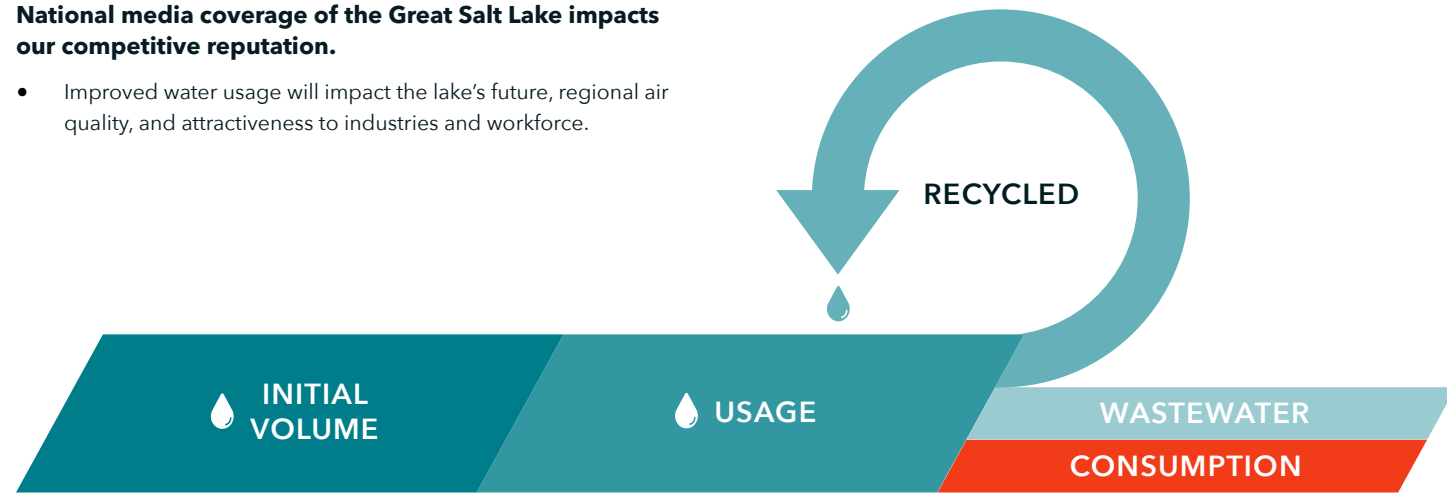 National media coverage of the Great Salt Lake impacts
our competitive reputation.
• Improved water usage will impact the lake’s future, regional air
quality, and attractiveness to industries and workforce.
RECYCLED
INITIAL
VOLUME
USAGE
WASTEWATER
CONSUMPTION